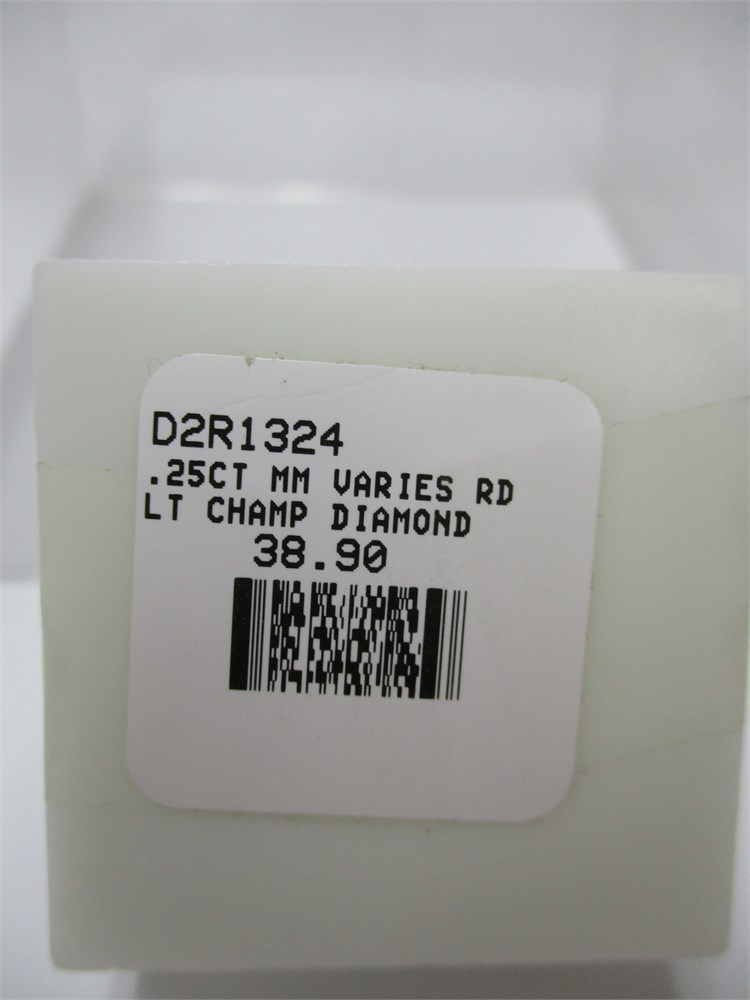 D2R1324
.25CT MM VARIES RD
LT CHAMP DIAMOND
38.90